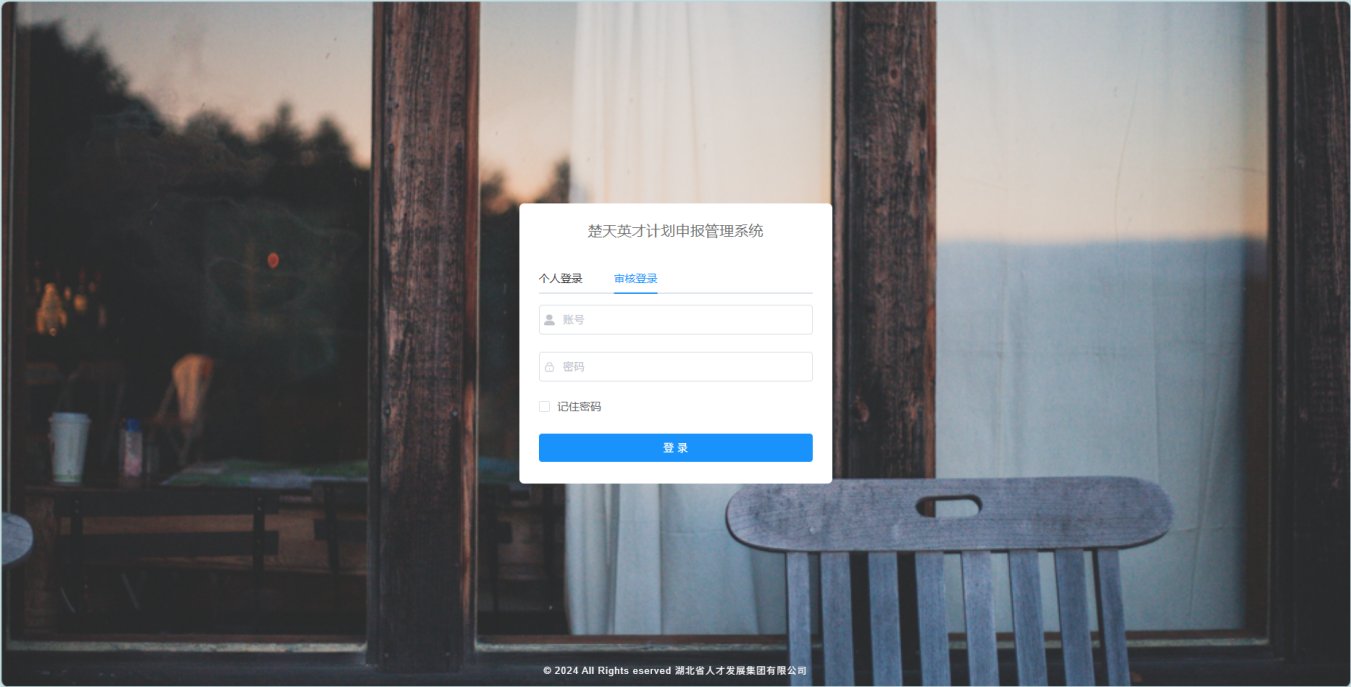 楚天英才计划申报管理系统
个人登录 审核登录
账号
密码
记住密码
登 录
© 2024 All Rights eserved 湖北省人才发展集团有限公司